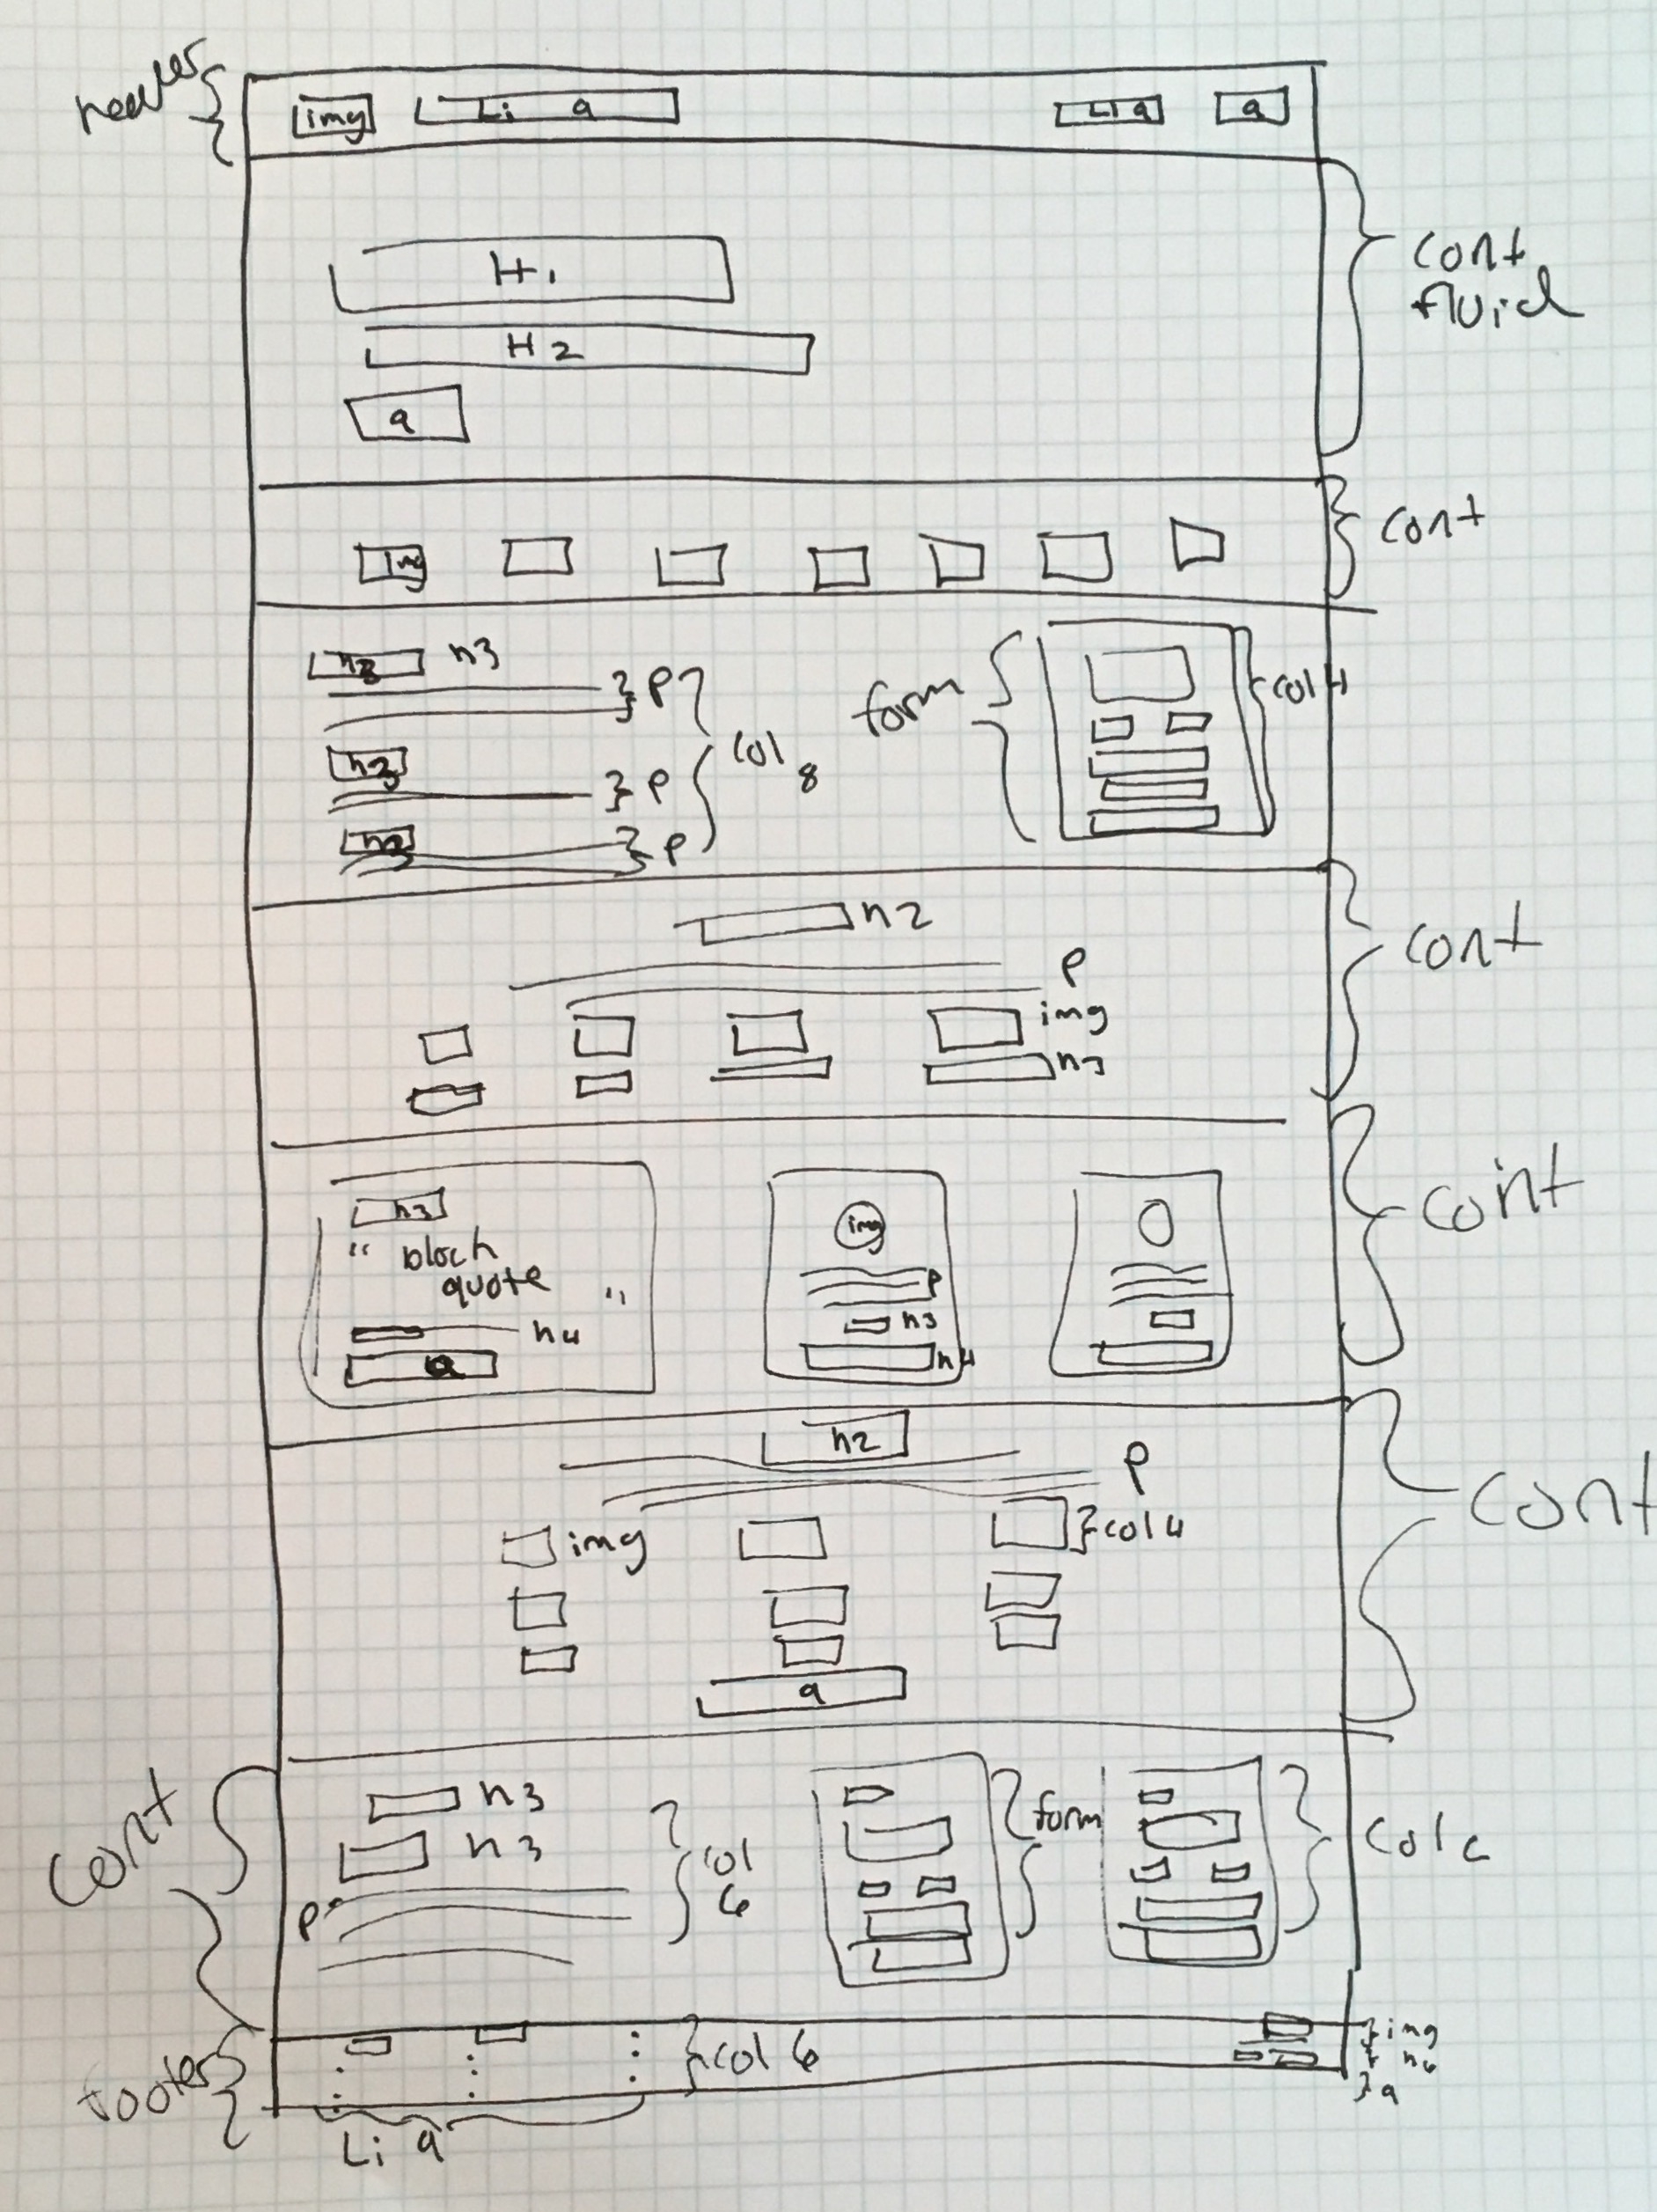 header
img
Li a
Li a
a
H1
cont
fluid
H2
a
cont
img
h3
h3
p
col 4
form
col
8
h3
p
h3
p
h2
cont
p
img
h3
cont
h3
" block
quote "
img
p
h3
h4
h4
a
h2
p
cont
img
col 4
a
h3
h3
form
cont
col
6
col 6
p
footer
col 6
img
h6
a
Li a